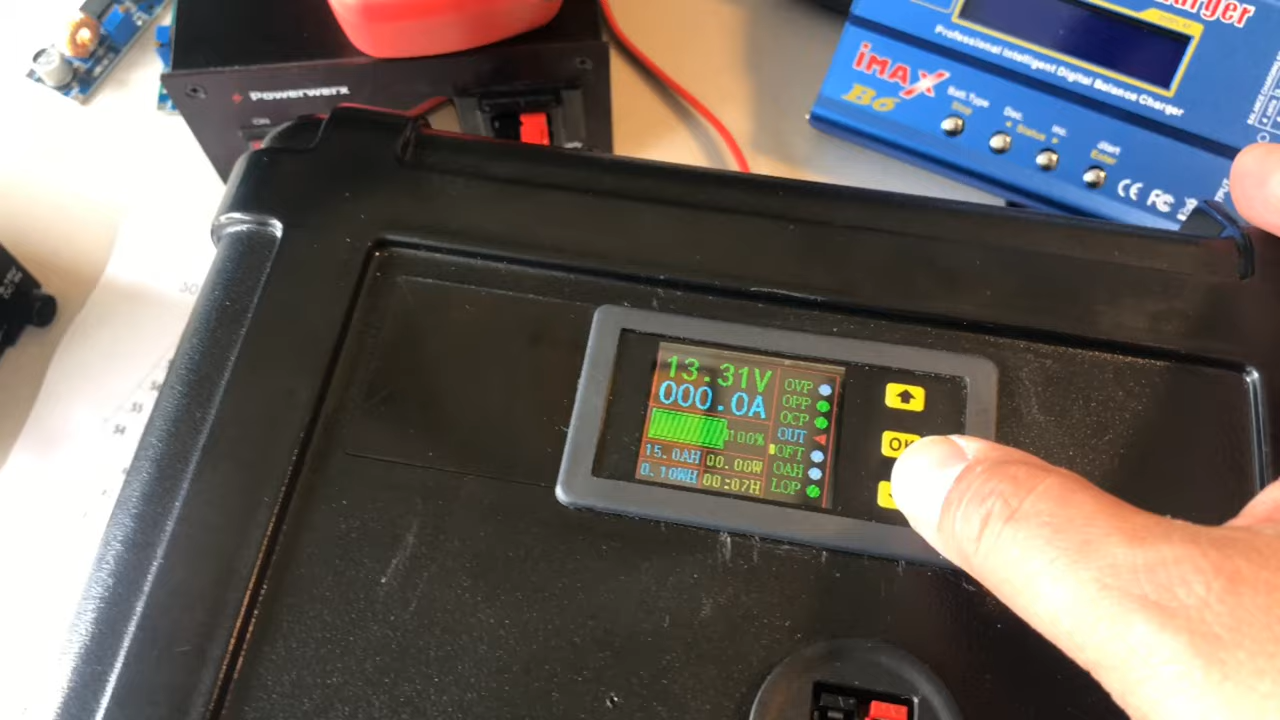 Powerwerx
ON
charger
Professional Intelligent Digital Balance Charger
iMAX
B6
Batt.Type
Stop
Dec.
Inc.
Status
Start
Enter
CE FC
13.31V
000.0A
100%
15.0AH
00.00W
0.10WH
00:07H
OVP
OPP
OCP
OUT
OFT
OAH
LOP
54